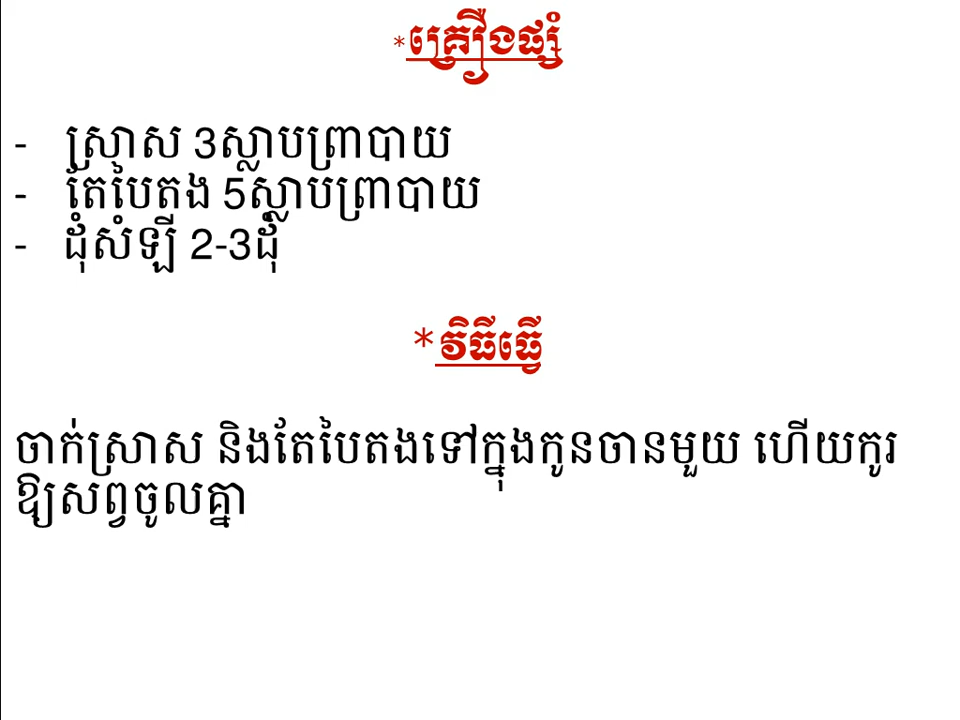 *គ្រឿងផ្សំ
- ស្រាស 3ស្លាបព្រាបាយ
- តែបៃតង 5ស្លាបព្រាបាយ
- ដុំសំឡី 2-3ដុំ
*វិធីធ្វើ
ចាក់ស្រាស និងតែបៃតងទៅក្នុងកូនចានមួយ ហើយកូរ
ឱ្យសព្វចូលគ្នា